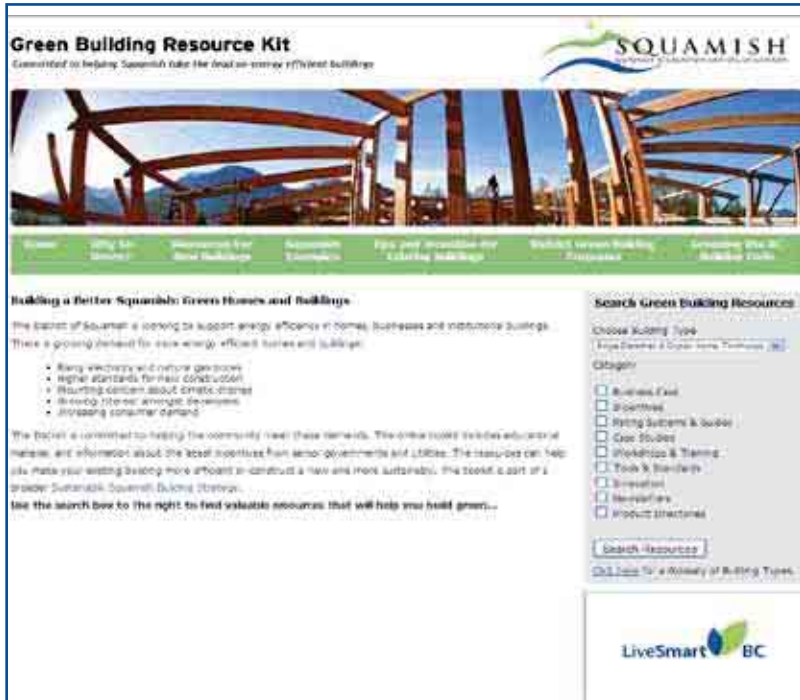 Green Building Resource Kit
Committed to helping Squamish take the lead on energy efficient buildings
SQUAMISH
Home
Resources For New Buildings
Squamish Examples
Tips and Incentives for Existing Buildings
District Green Building Programs
Greening the BC Building Code
Building a Better Squamish: Green Homes and Buildings
The District of Squamish is working to support energy efficiency in homes, businesses and institutional buildings.
There is growing demand for more energy efficient homes and buildings:
Rising electricity and natural gas prices
Higher standards for new construction
Mounting concern about climate change
Growing interest amongst developers
Increasing consumer demand
The District is committed to helping the community meet these demands. The online toolkit includes educational
material and information about the latest incentives from senior governments and utilities. The resources can help
you make your existing building more efficient or construct a new one more sustainably. The toolkit is part of a
broader Sustainable Squamish Building Strategy.
Use the search box to the right to find valuable resources that will help you build green...
Search Green Building Resources
Choose Building Type
Category
Business Case
Incentives
Rating Systems & Guides
Case Studies
Workshops & Training
Tools & Standards
Innovation
Newsletters
Product Directories
Search Resources
Click here for a Glossary of Building Types.
LiveSmart BC